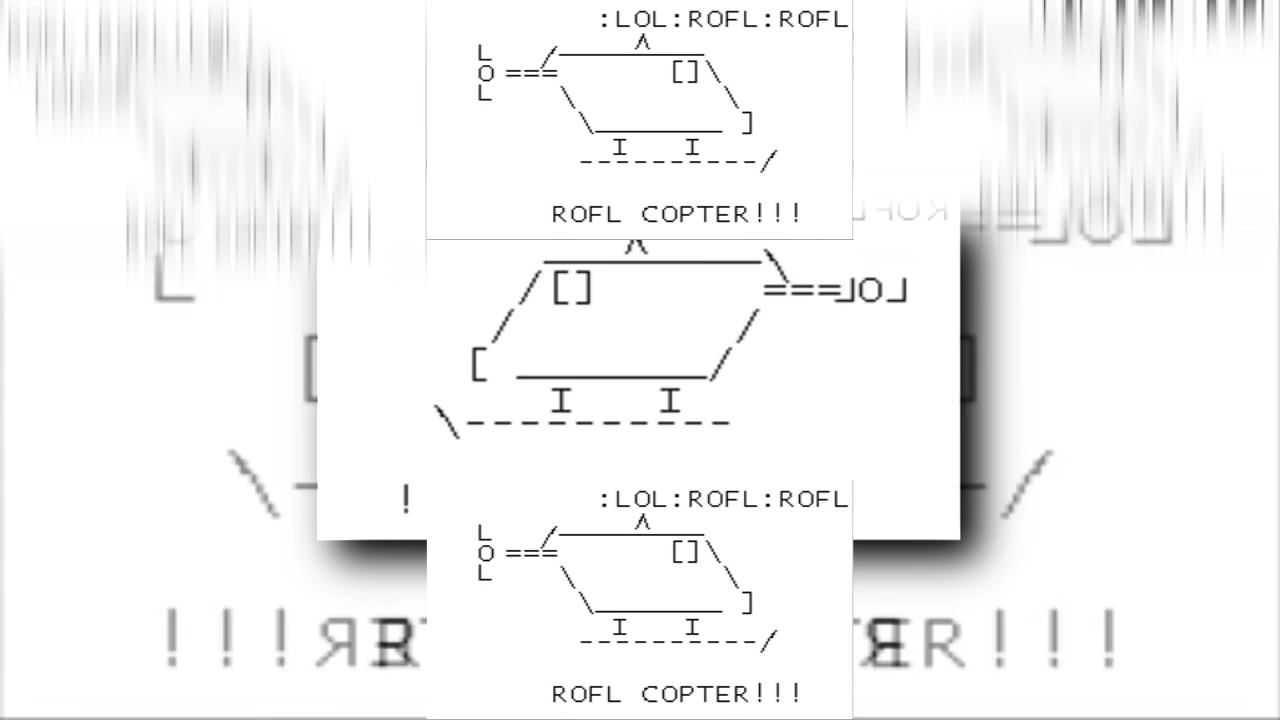 :LOL:ROFL:ROFL
L
O ===
L
[]
]
I I
-----------/
ROFL COPTER!!!
[]
===LOL
[
I I
\-----------
!
:LOL:ROFL:ROFL
L
O ===
L
[]
]
I I
-----------/
ROFL COPTER!!!